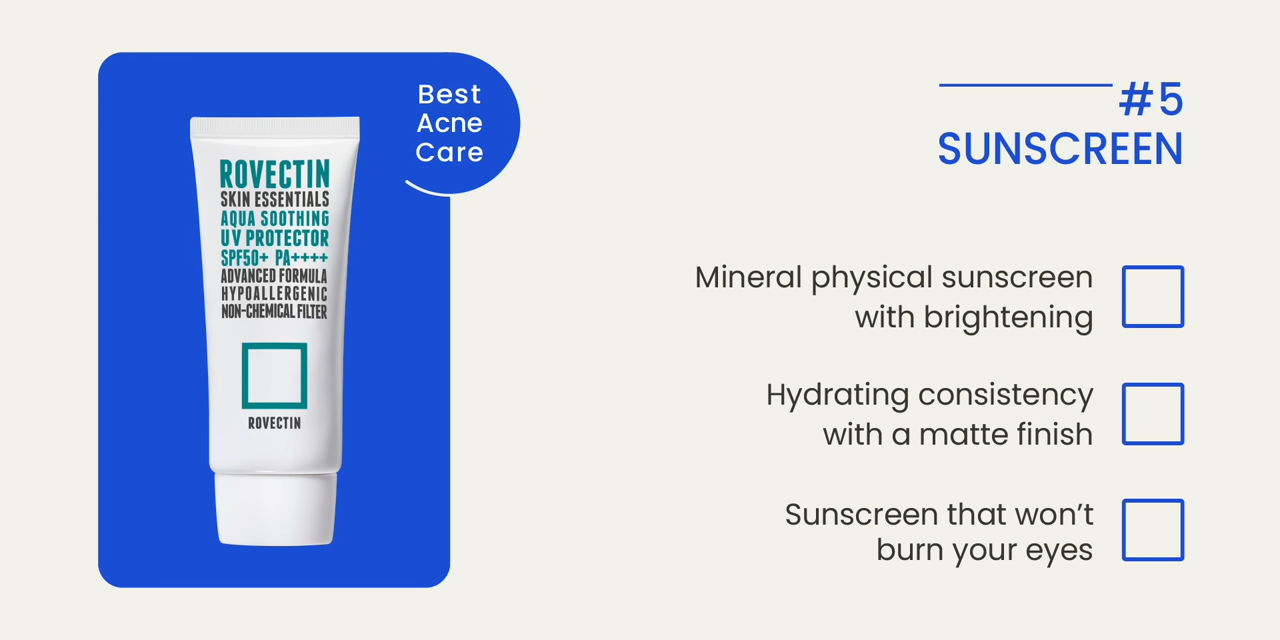 Best
Acne
Care
ROVECTIN
SKIN ESSENTIALS
AQUA SOOTHING
UV PROTECTOR
SPF50+ PA++++
ADVANCED FORMULA
HYPOALLERGENIC
NON-CHEMICAL FILTER
ROVECTIN
#5
SUNSCREEN
Mineral physical sunscreen
with brightening
Hydrating consistency
with a matte finish
Sunscreen that won’t
burn your eyes